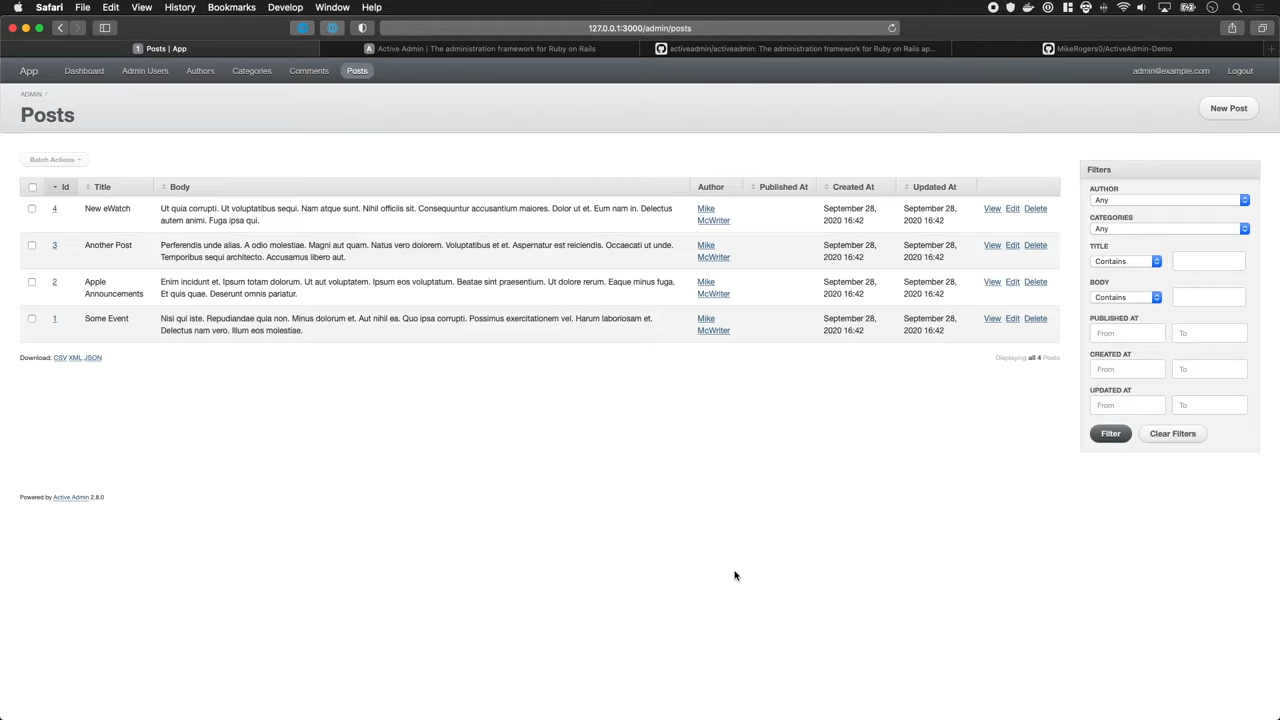 Safari File Edit View History Bookmarks Develop Window Help
127.0.0.1:3000/admin/posts
1 Posts | App
A Active Admin | The administration framework for Ruby on Rails
activeadmin/activeadmin: The administration framework for Ruby on Rails ap...
MikeRogers0/ActiveAdmin-Demo
App Dashboard Admin Users Authors Categories Comments Posts admin@example.com Logout
ADMIN /
Posts
New Post
Batch Actions
Id Title Body Author Published At Created At Updated At
4 New eWatch Ut quia corrupti. Ut voluptatibus sequi. Nam atque sunt. Nihil officiis sit. Consequuntur accusantium maiores. Dolor ut et. Eum nam in. Delectus Mike September 28, September 28, View Edit Delete
autem animi. Fuga ipsa qui. McWriter 2020 16:42 2020 16:42
3 Another Post Perferendis unde alias. A odio molestiae. Magni aut quam. Natus vero dolorem. Voluptatibus et et. Aspernatur est reiciendis. Occaecati ut unde. Mike September 28, September 28, View Edit Delete
Temporibus sequi architecto. Accusamus libero aut. McWriter 2020 16:42 2020 16:42
2 Apple Enim incidunt et. Ipsum totam dolorum. Ut aut voluptatem. Ipsum eos voluptatum. Beatae sint praesentium. Ut dolore rerum. Eaque minus fuga. Mike September 28, September 28, View Edit Delete
Announcements Et quis quae. Deserunt omnis pariatur. McWriter 2020 16:42 2020 16:42
1 Some Event Nisi qui iste. Repudiandae quia non. Minus dolorum et. Aut nihil ea. Quo ipsa corrupti. Possimus exercitationem vel. Harum laboriosam et. Mike September 28, September 28, View Edit Delete
Delectus nam vero. Illum eos molestiae. McWriter 2020 16:42 2020 16:42
Download: CSV XML JSON
Displaying all 4 Posts
Filters
AUTHOR
Any
CATEGORIES
Any
TITLE
Contains
BODY
Contains
PUBLISHED AT
From To
CREATED AT
From To
UPDATED AT
From To
Filter Clear Filters
Powered by Active Admin 2.8.0